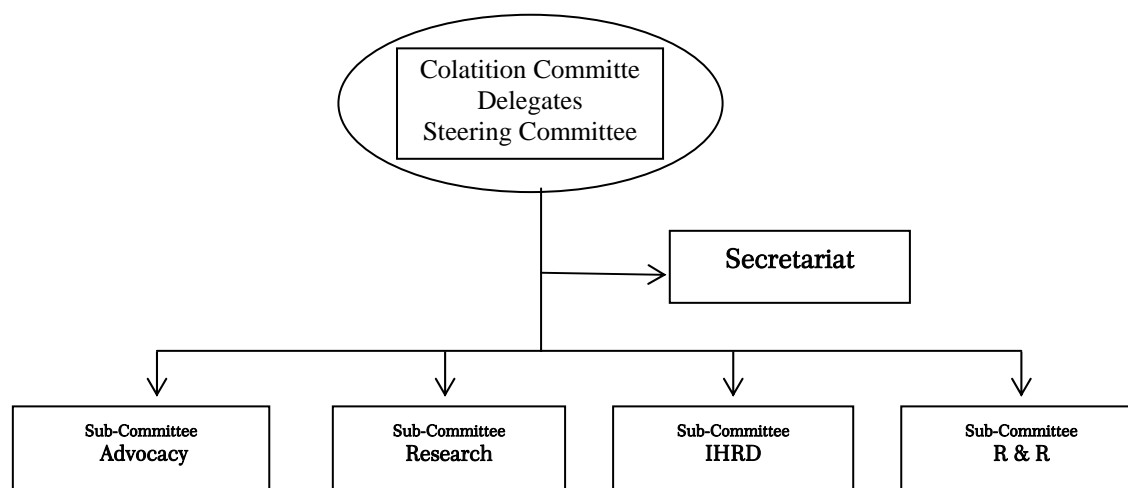 Colatition Committe
Delegates
Steering Committee
Secretariat
Sub-Committee
Advocacy
Sub-Committee
Research
Sub-Committee
IHRD
Sub-Committee
R & R